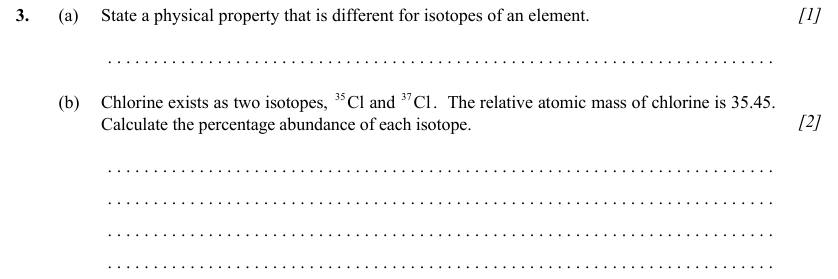 3. (a) State a physical property that is different for isotopes of an element. [1]
. . . . . . . . . . . . . . . . . . . . . . . . . . . . . . . . . . . . . . . . . . . . . . . . . . . . . . . . . . . . . . . . . . . . . . . . . .
(b) Chlorine exists as two isotopes, ³⁵Cl and ³⁷Cl. The relative atomic mass of chlorine is 35.45.
Calculate the percentage abundance of each isotope. [2]
. . . . . . . . . . . . . . . . . . . . . . . . . . . . . . . . . . . . . . . . . . . . . . . . . . . . . . . . . . . . . . . . . . . . . . . . . .
. . . . . . . . . . . . . . . . . . . . . . . . . . . . . . . . . . . . . . . . . . . . . . . . . . . . . . . . . . . . . . . . . . . . . . . . . .
. . . . . . . . . . . . . . . . . . . . . . . . . . . . . . . . . . . . . . . . . . . . . . . . . . . . . . . . . . . . . . . . . . . . . . . . . .
. . . . . . . . . . . . . . . . . . . . . . . . . . . . . . . . . . . . . . . . . . . . . . . . . . . . . . . . . . . . . . . . . . . . . . . . . .